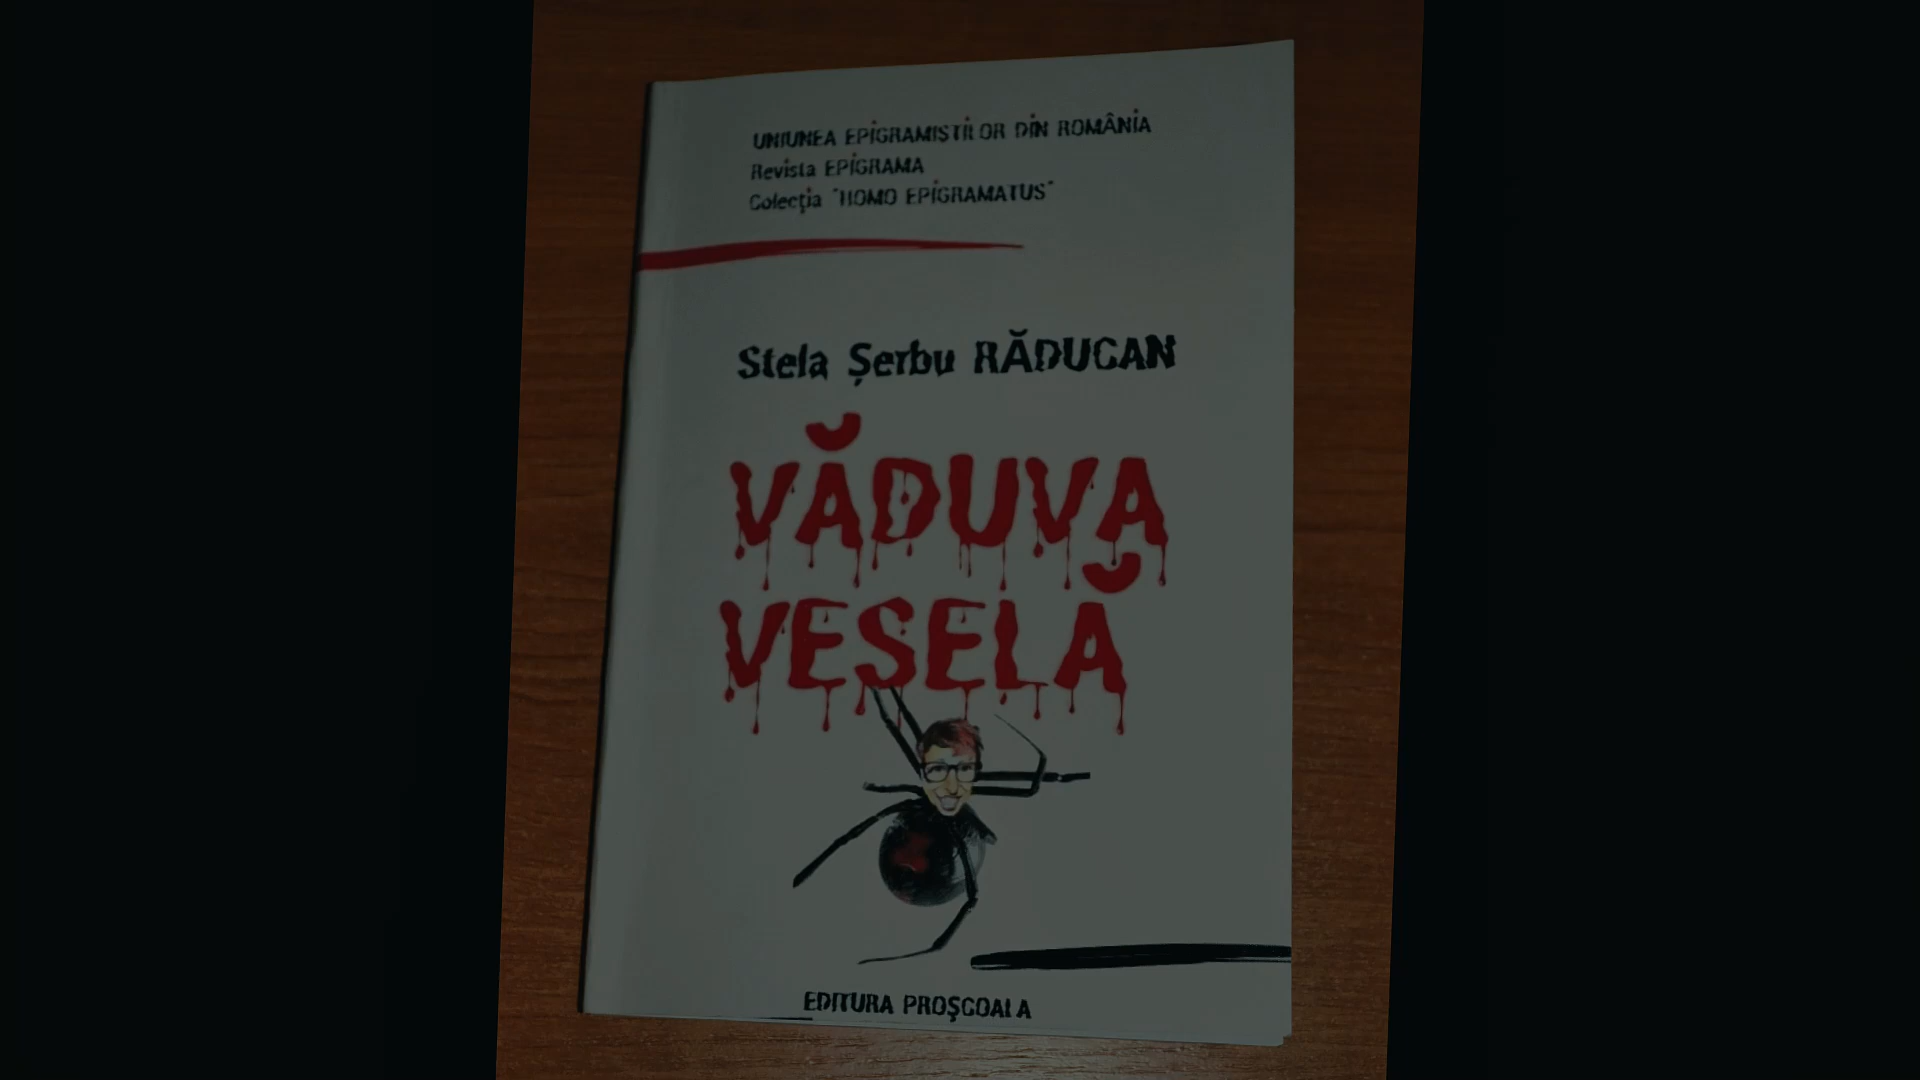 UNIUNEA EPIGRAMIȘTILOR DIN ROMÂNIA
Revista EPIGRAMA
Colecția "HOMO EPIGRAMATUS"
Stela Șerbu RĂDUCAN
VĂDUVA
VESELĂ
EDITURA PROȘCOALA